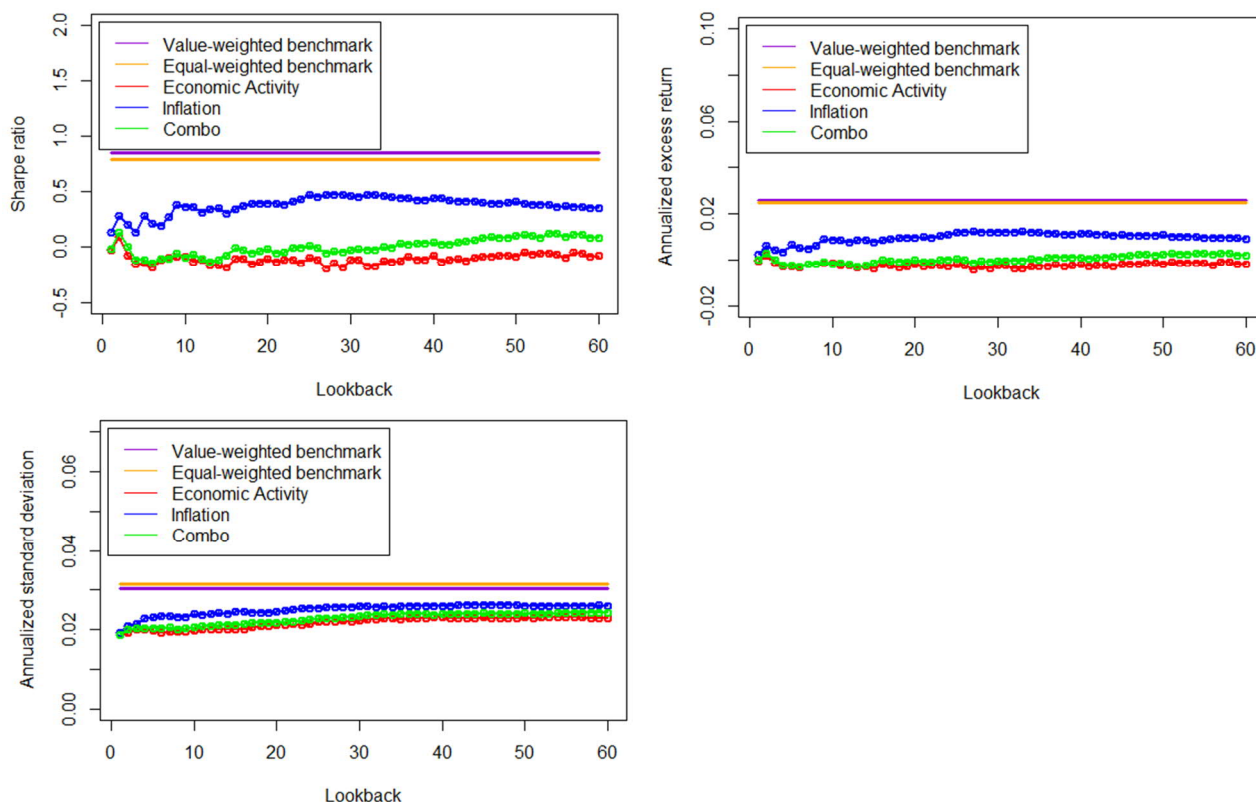 Sharpe ratio
2.0
1.5
1.0
0.5
0.0
-0.5
Value-weighted benchmark
Equal-weighted benchmark
Economic Activity
Inflation
Combo
0 10 20 30 40 50 60
Lookback
Annualized excess return
0.10
0.06
0.02
-0.02
Value-weighted benchmark
Equal-weighted benchmark
Economic Activity
Inflation
Combo
0 10 20 30 40 50 60
Lookback
Annualized standard deviation
0.06
0.04
0.02
0.00
Value-weighted benchmark
Equal-weighted benchmark
Economic Activity
Inflation
Combo
0 10 20 30 40 50 60
Lookback